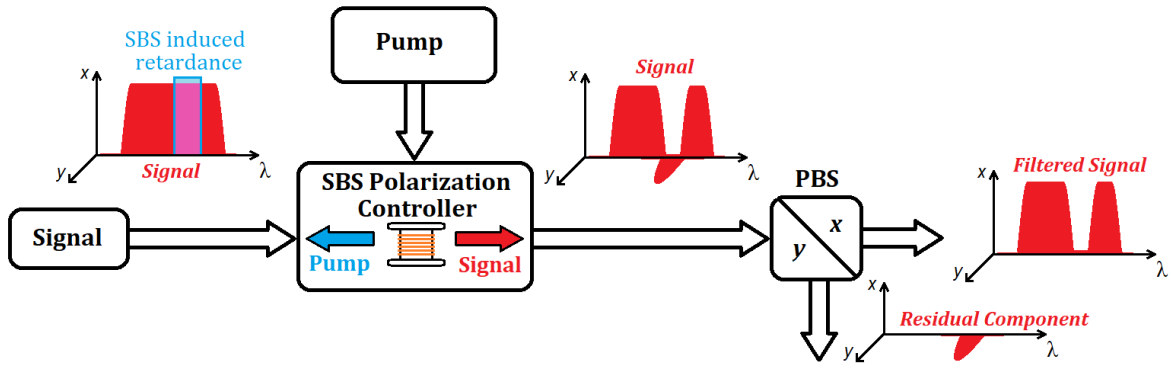 SBS induced
retardance
x
y
λ
Signal
Pump
Signal
x
y
λ
SBS Polarization
Controller
Pump
Signal
Signal
PBS
x
y
Filtered Signal
x
y
λ
Residual Component
x
y
λ